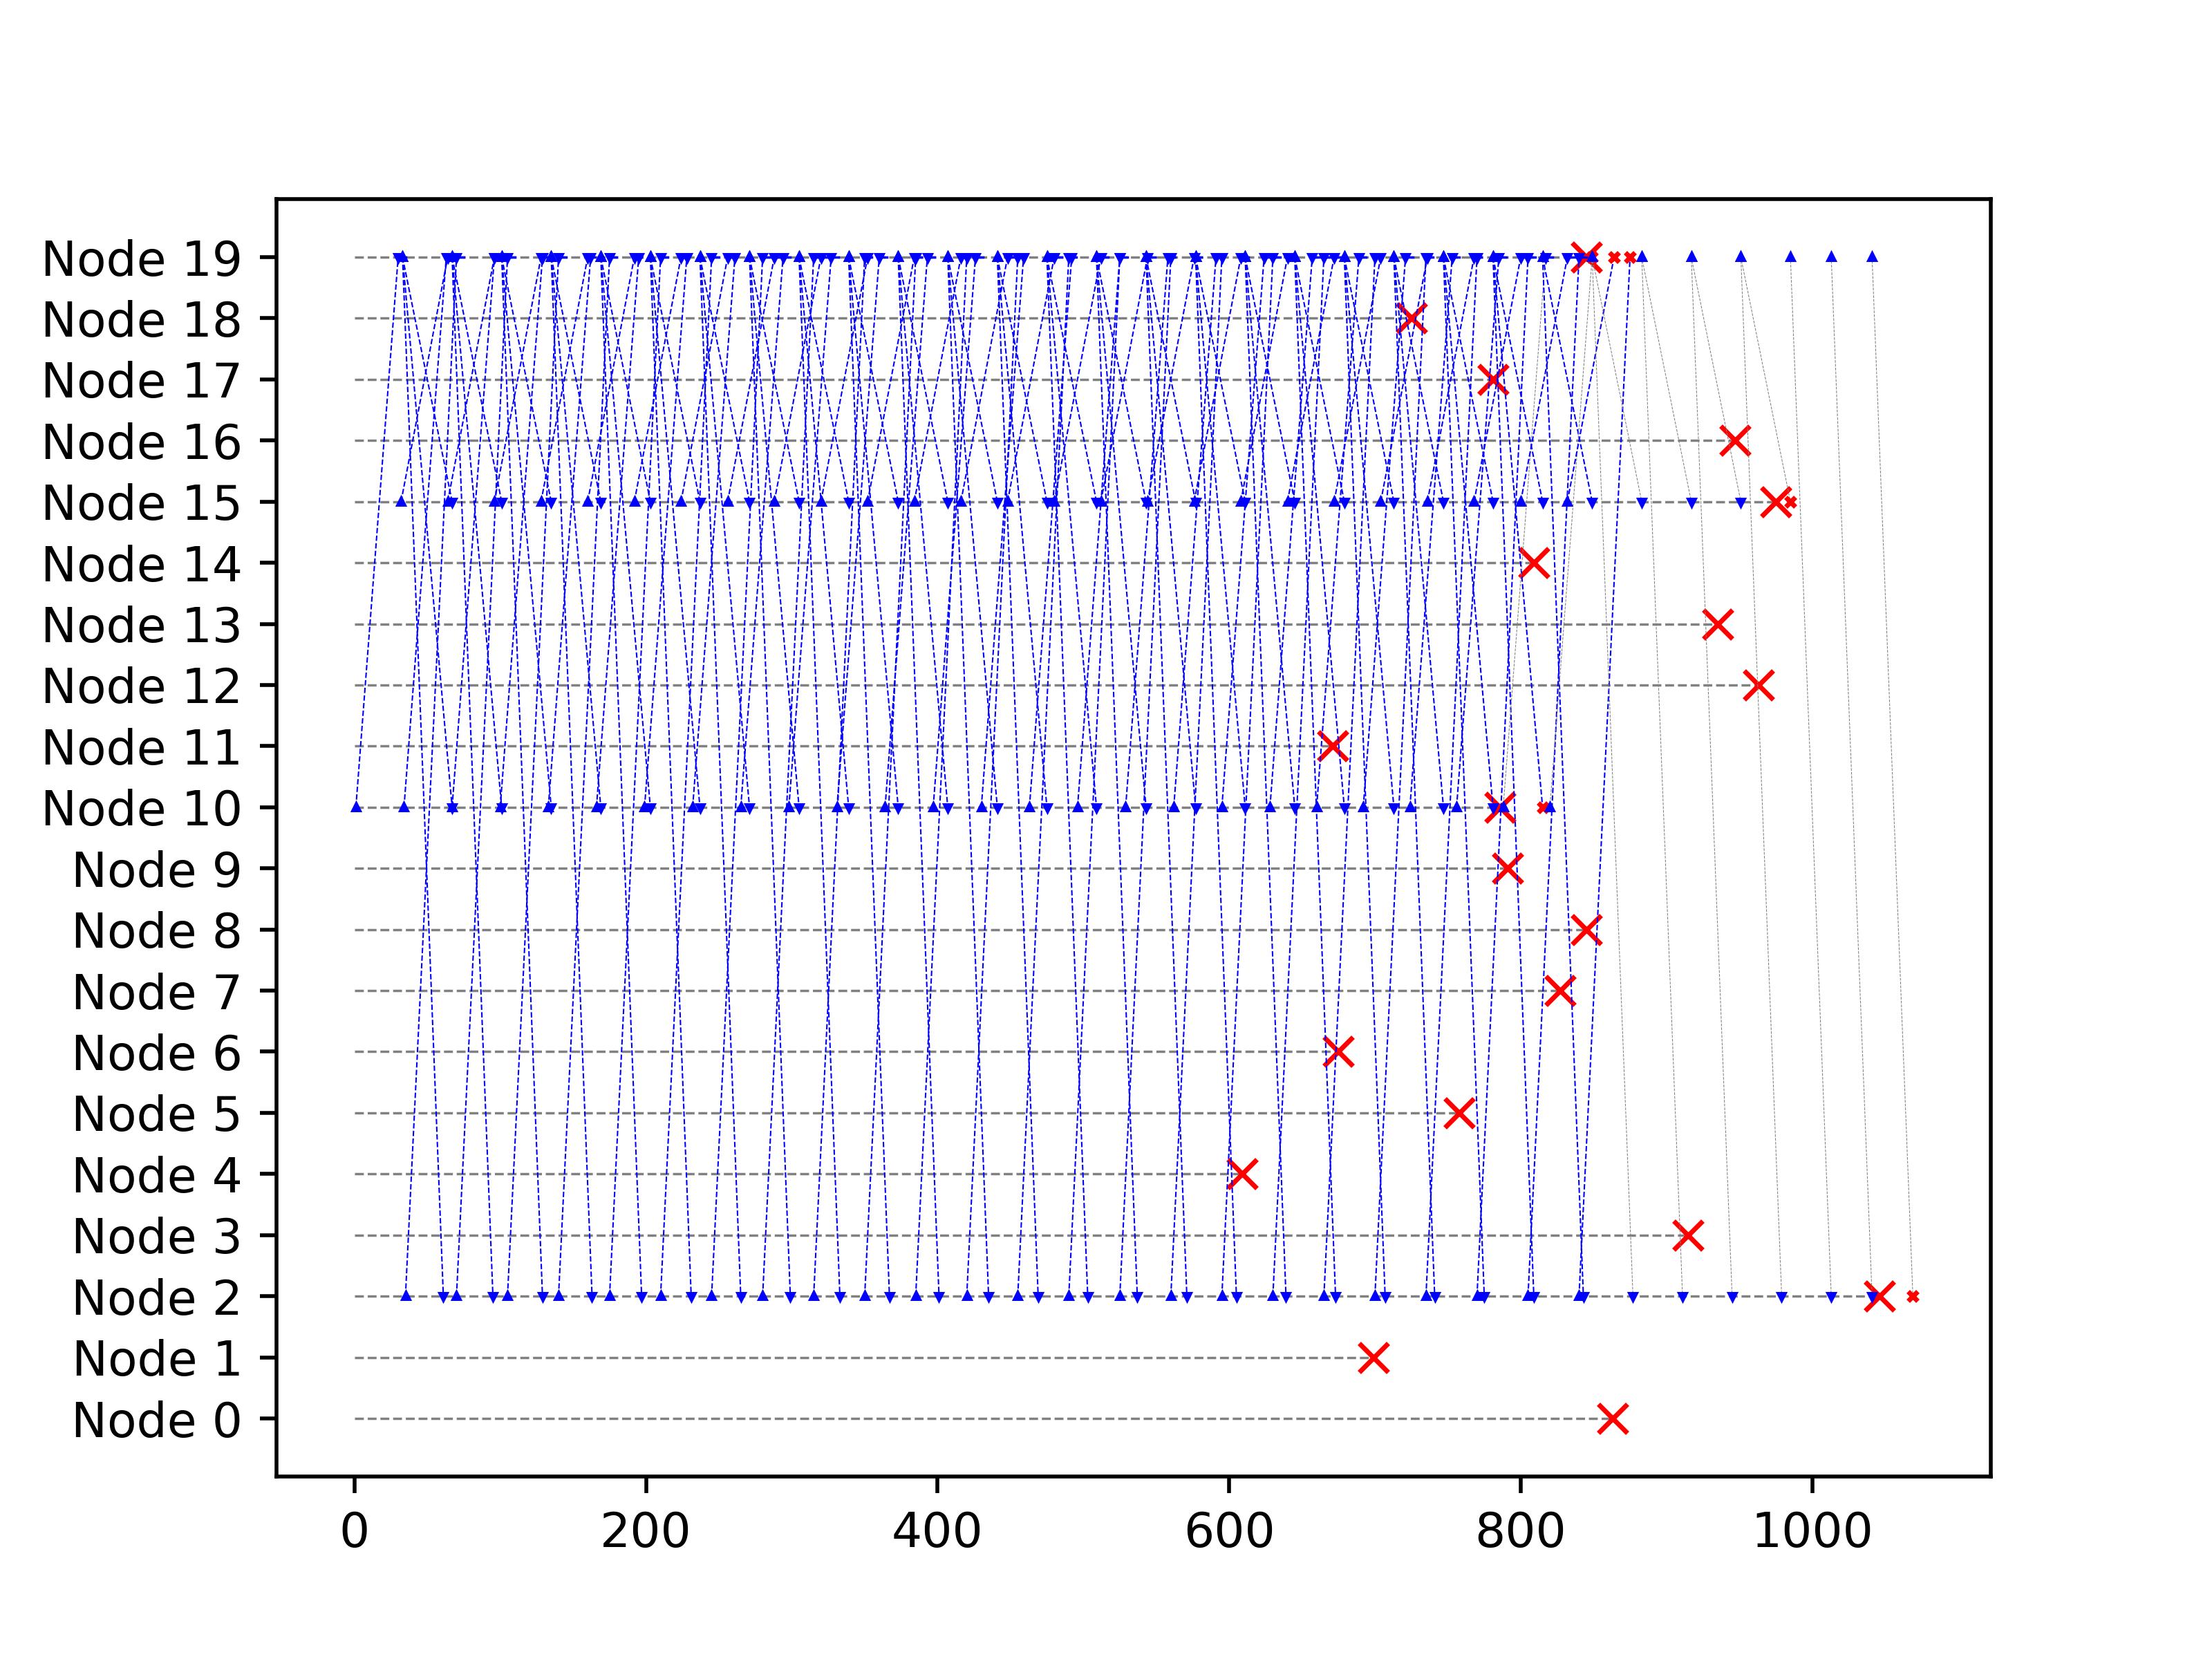 Node 19
Node 18
Node 17
Node 16
Node 15
Node 14
Node 13
Node 12
Node 11
Node 10
Node 9
Node 8
Node 7
Node 6
Node 5
Node 4
Node 3
Node 2
Node 1
Node 0
0 200 400 600 800 1000